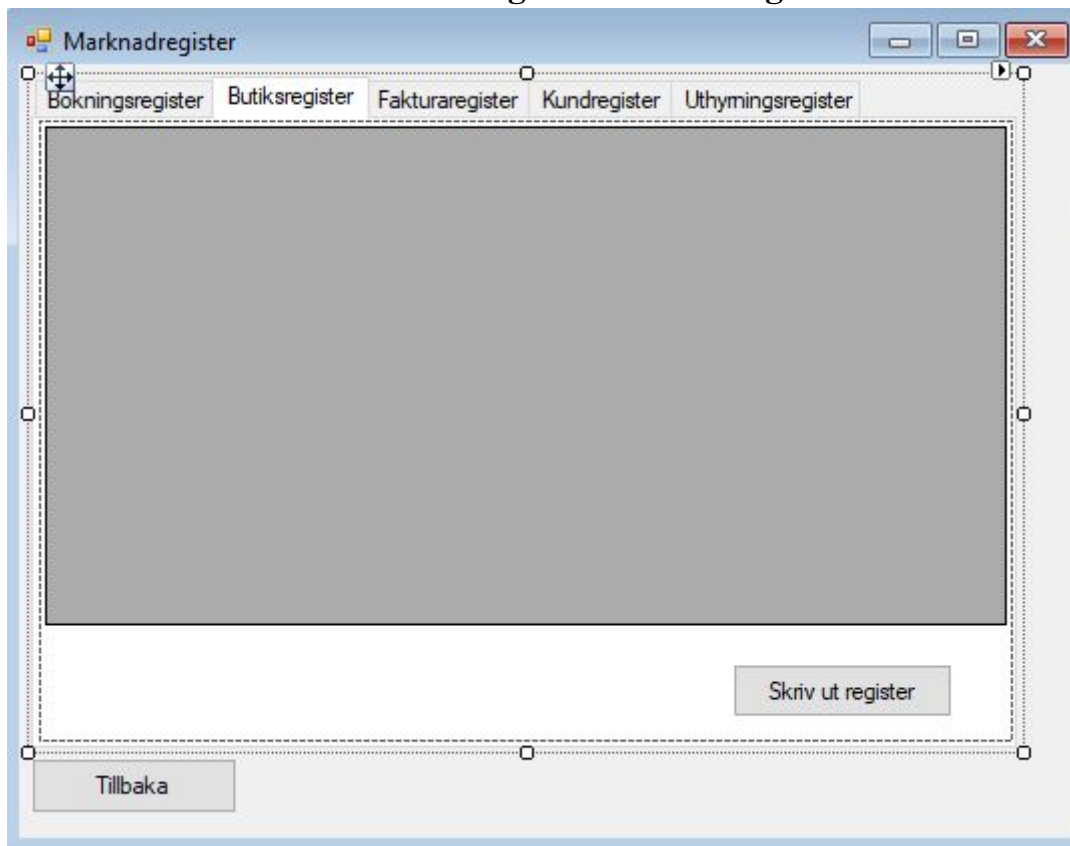 Marknadregister
Bokningsregister Butiksregister Fakturaregister Kundregister Uthyrningsregister
Skriv ut register
Tillbaka